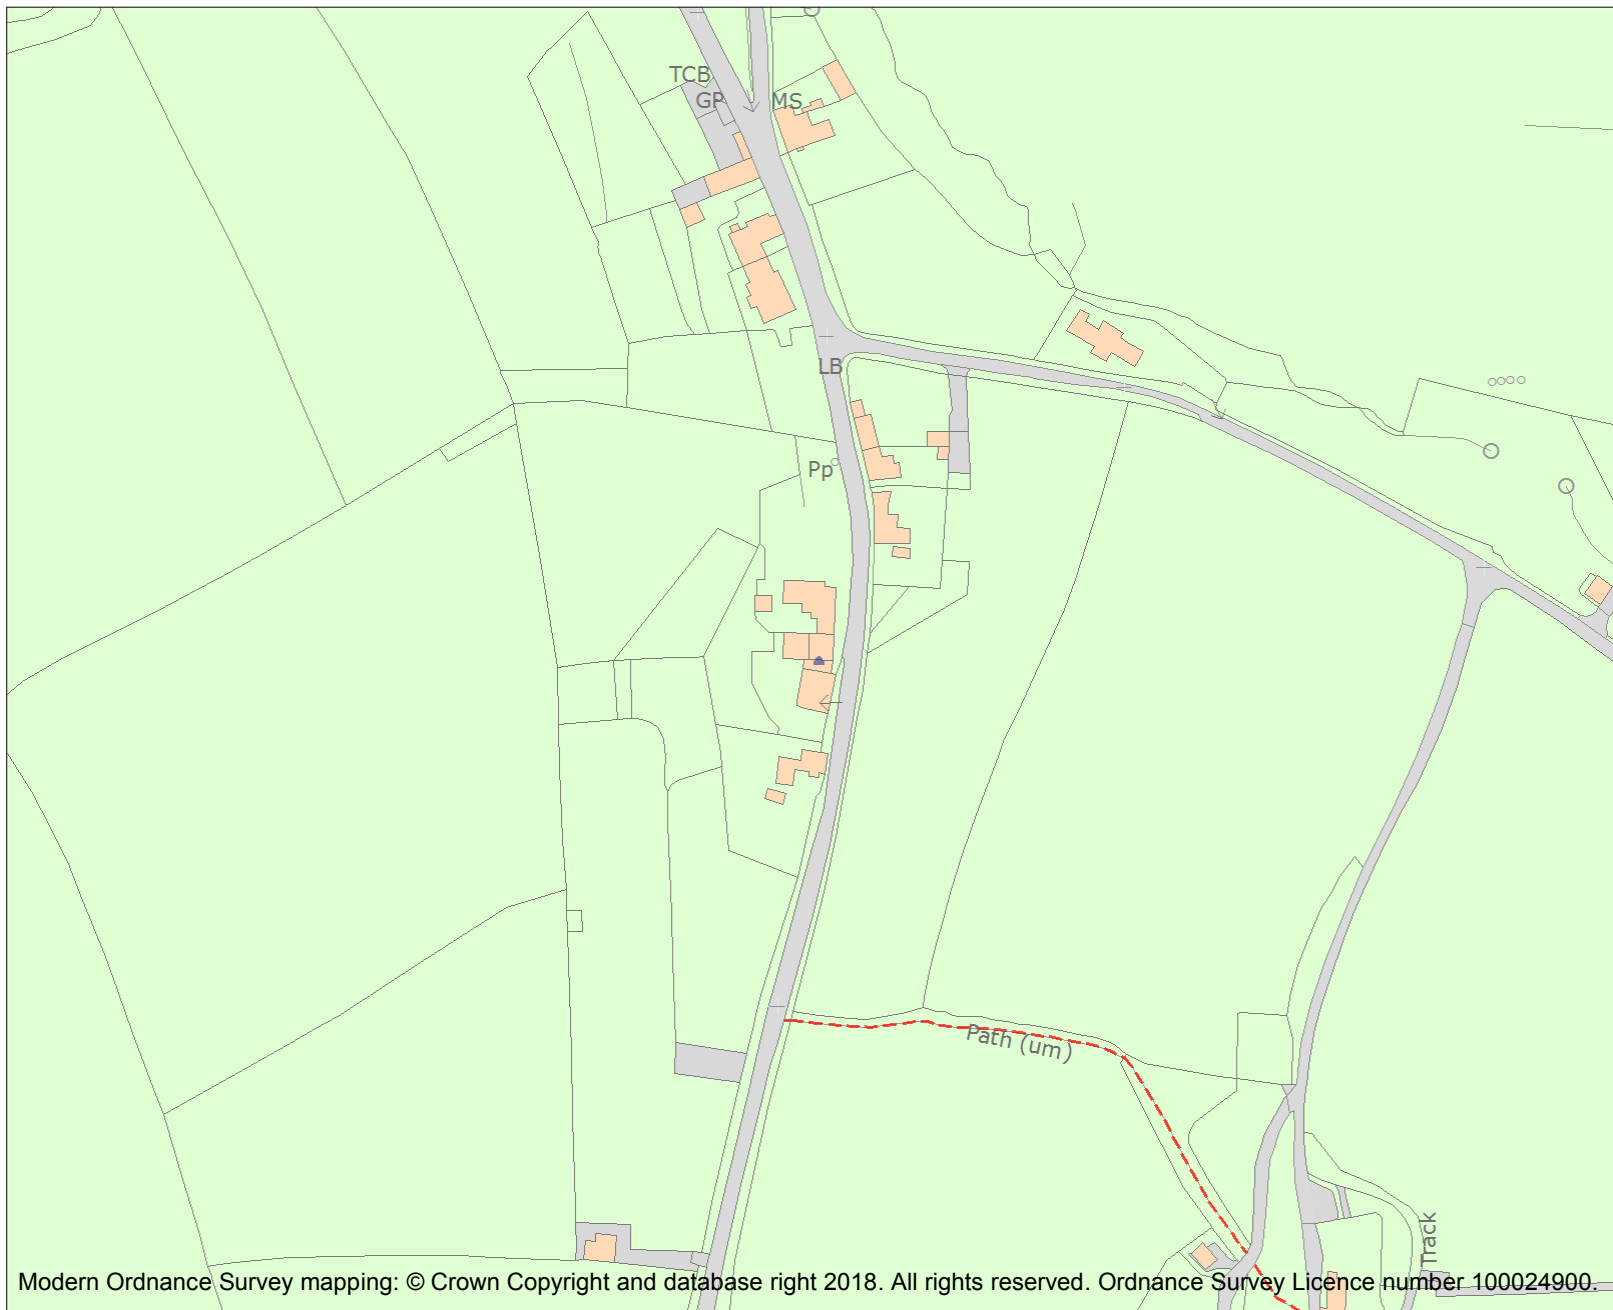 TCB
GP
MS
LB
Pp
Path (um)
Track
Modern Ordnance Survey mapping: © Crown Copyright and database right 2018. All rights reserved. Ordnance Survey Licence number 100024900.